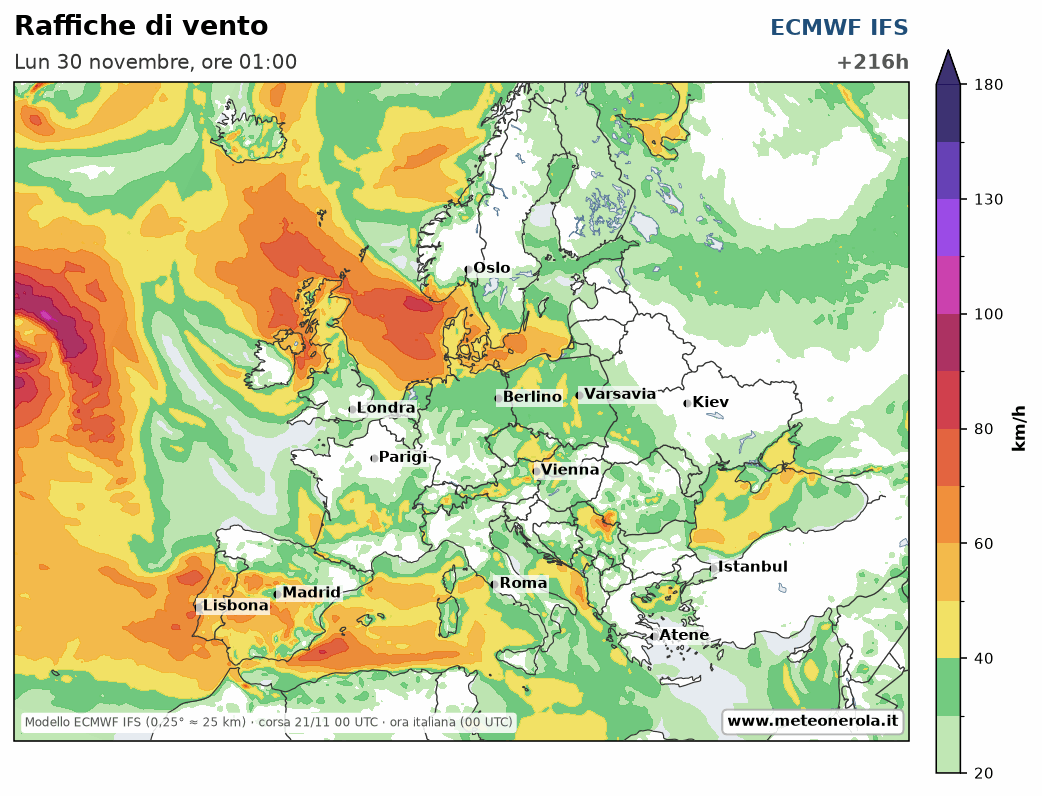 Raffiche di vento
ECMWF IFS
Lun 30 novembre, ore 01:00
+216h
180
130
100
80
60
40
20
km/h
Oslo
Londra
Berlino
Varsavia
Kiev
Parigi
Vienna
Istanbul
Roma
Madrid
Lisbona
Atene
Modello ECMWF IFS (0,25° ≈ 25 km) · corsa 21/11 00 UTC · ora italiana (00 UTC)
www.meteonerola.it